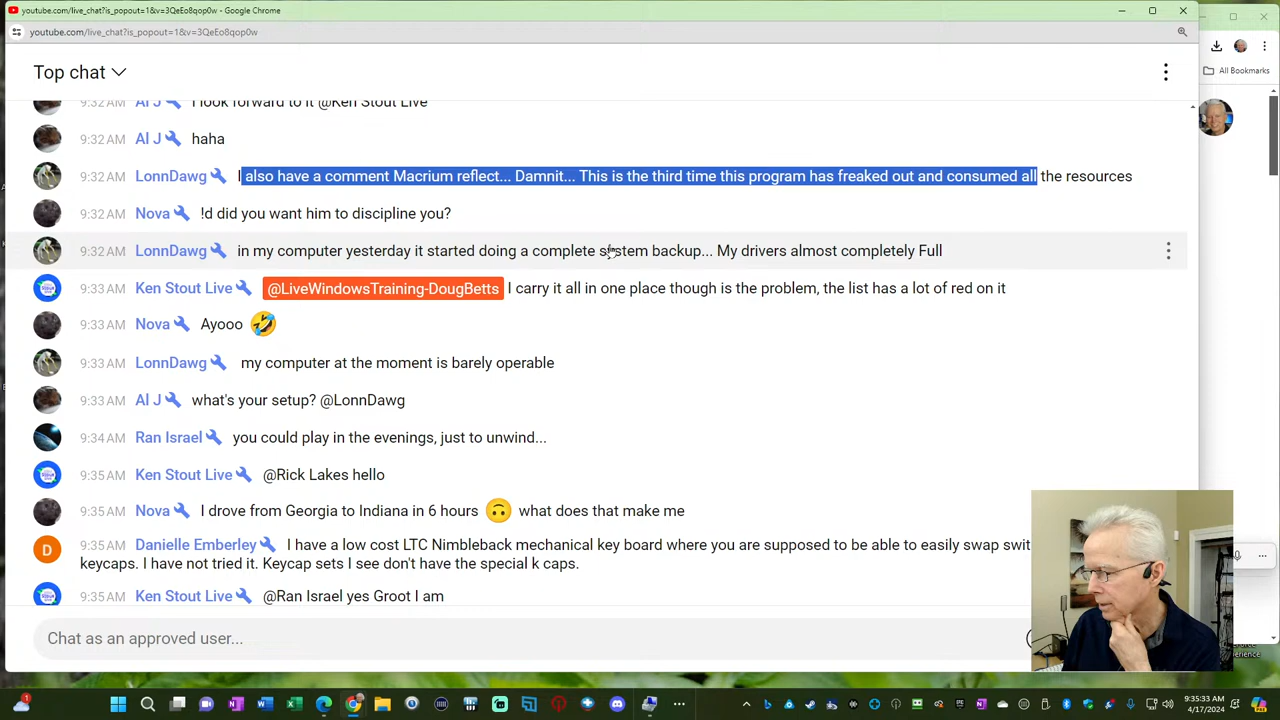 youtube.com/live_chat?is_popout=1&v=3QeEo8qop0w - Google Chrome
youtube.com/live_chat?is_popout=1&v=3QeEo8qop0w
All Bookmarks
Top chat
9:32 AM Al J I look forward to it @Ken Stout Live
9:32 AM Al J haha
9:32 AM LonnDawg I also have a comment Macrium reflect... Damnit... This is the third time this program has freaked out and consumed all the resources
9:32 AM Nova !d did you want him to discipline you?
9:32 AM LonnDawg in my computer yesterday it started doing a complete system backup... My drivers almost completely Full
9:33 AM Ken Stout Live @LiveWindowsTraining-DougBetts I carry it all in one place though is the problem, the list has a lot of red on it
9:33 AM Nova Ayooo
9:33 AM LonnDawg my computer at the moment is barely operable
9:33 AM Al J what's your setup? @LonnDawg
9:34 AM Ran Israel you could play in the evenings, just to unwind...
9:35 AM Ken Stout Live @Rick Lakes hello
9:35 AM Nova I drove from Georgia to Indiana in 6 hours what does that make me
D 9:35 AM Danielle Emberley I have a low cost LTC Nimbleback mechanical key board where you are supposed to be able to easily swap swit
keycaps. I have not tried it. Keycap sets I see don't have the special k caps.
9:35 AM Ken Stout Live @Ran Israel yes Groot I am
Chat as an approved user...
9:35:33 AM
4/17/2024